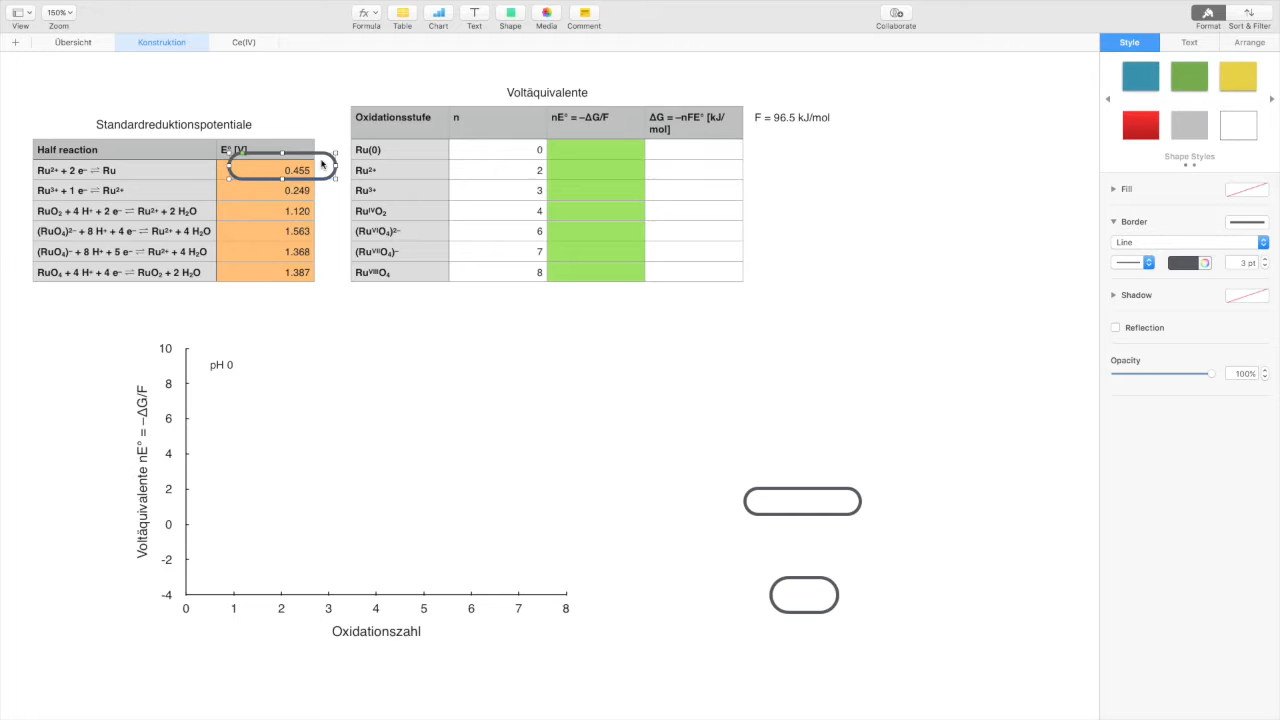 View
150%
Zoom
Formula
Table
Chart
Text
Shape
Media
Comment
Collaborate
Format
Sort & Filter
Übersicht
Konstruktion
Ce(IV)
Style
Text
Arrange
Shape Styles
Fill
Border
Line
3 pt
Shadow
Reflection
Opacity
100%
Standardreduktionspotentiale
Half reaction E° [V]
Ru²⁺ + 2 e⁻ ⇌ Ru 0.455
Ru³⁺ + 1 e⁻ ⇌ Ru²⁺ 0.249
RuO₂ + 4 H⁺ + 2 e⁻ ⇌ Ru²⁺ + 2 H₂O 1.120
(RuO₄)²⁻ + 8 H⁺ + 4 e⁻ ⇌ Ru²⁺ + 4 H₂O 1.563
(RuO₄)⁻ + 8 H⁺ + 5 e⁻ ⇌ Ru²⁺ + 4 H₂O 1.368
RuO₄ + 4 H⁺ + 4 e⁻ ⇌ RuO₂ + 2 H₂O 1.387
Voltäquivalente
Oxidationsstufe n nE° = –ΔG/F ΔG = –nFE° [kJ/
mol]
Ru(0) 0
Ru²⁺ 2
Ru³⁺ 3
RuᴵⱽO₂ 4
(Ruⱽᴵ O₄)²⁻ 6
(Ruⱽᴵᴵ O₄)⁻ 7
Ruⱽᴵᴵᴵ O₄ 8
F = 96.5 kJ/mol
pH 0
Voltäquivalente nE° = –ΔG/F
10
8
6
4
2
0
-2
-4
0 1 2 3 4 5 6 7 8
Oxidationszahl